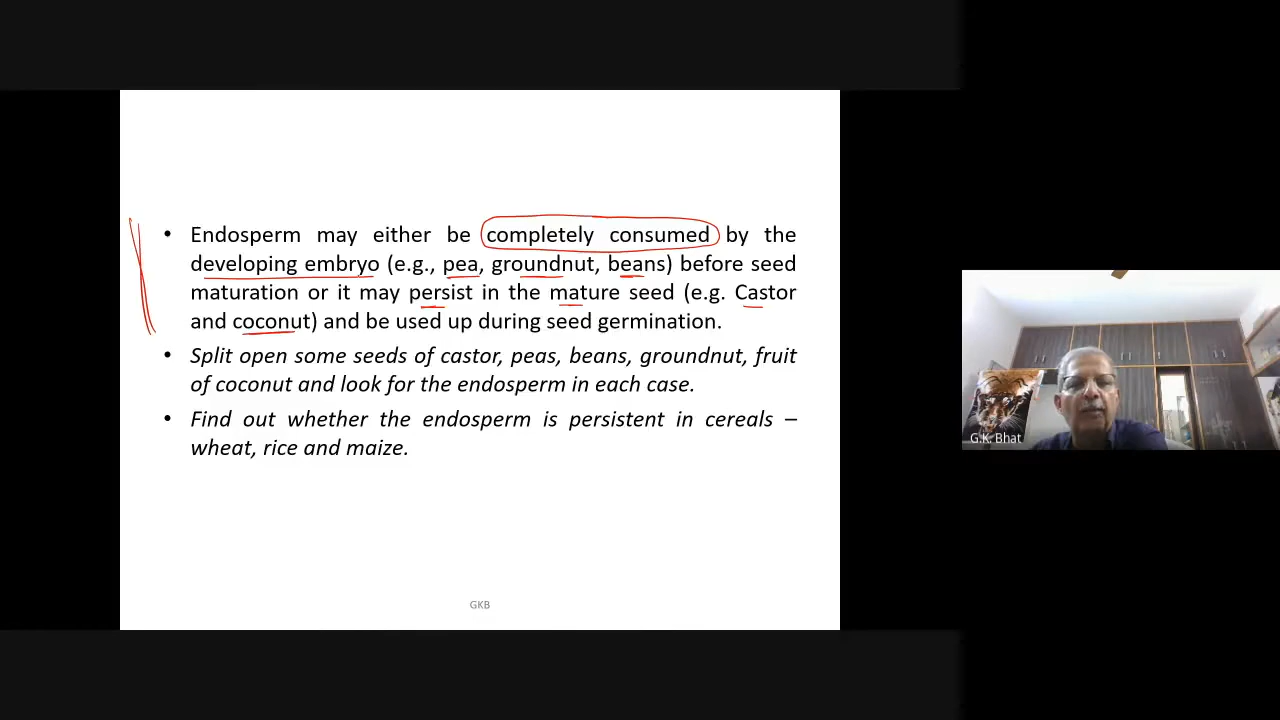 • Endosperm may either be completely consumed by the
developing embryo (e.g., pea, groundnut, beans) before seed
maturation or it may persist in the mature seed (e.g. Castor
and coconut) and be used up during seed germination.
• Split open some seeds of castor, peas, beans, groundnut, fruit
of coconut and look for the endosperm in each case.
• Find out whether the endosperm is persistent in cereals –
wheat, rice and maize.
GKB
G.K. Bhat